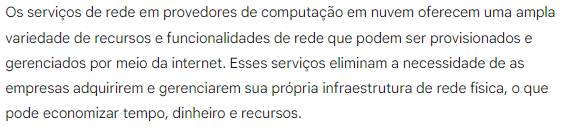 Os serviços de rede em provedores de computação em nuvem oferecem uma ampla
variedade de recursos e funcionalidades de rede que podem ser provisionados e
gerenciados por meio da internet. Esses serviços eliminam a necessidade de as
empresas adquirirem e gerenciarem sua própria infraestrutura de rede física, o que
pode economizar tempo, dinheiro e recursos.